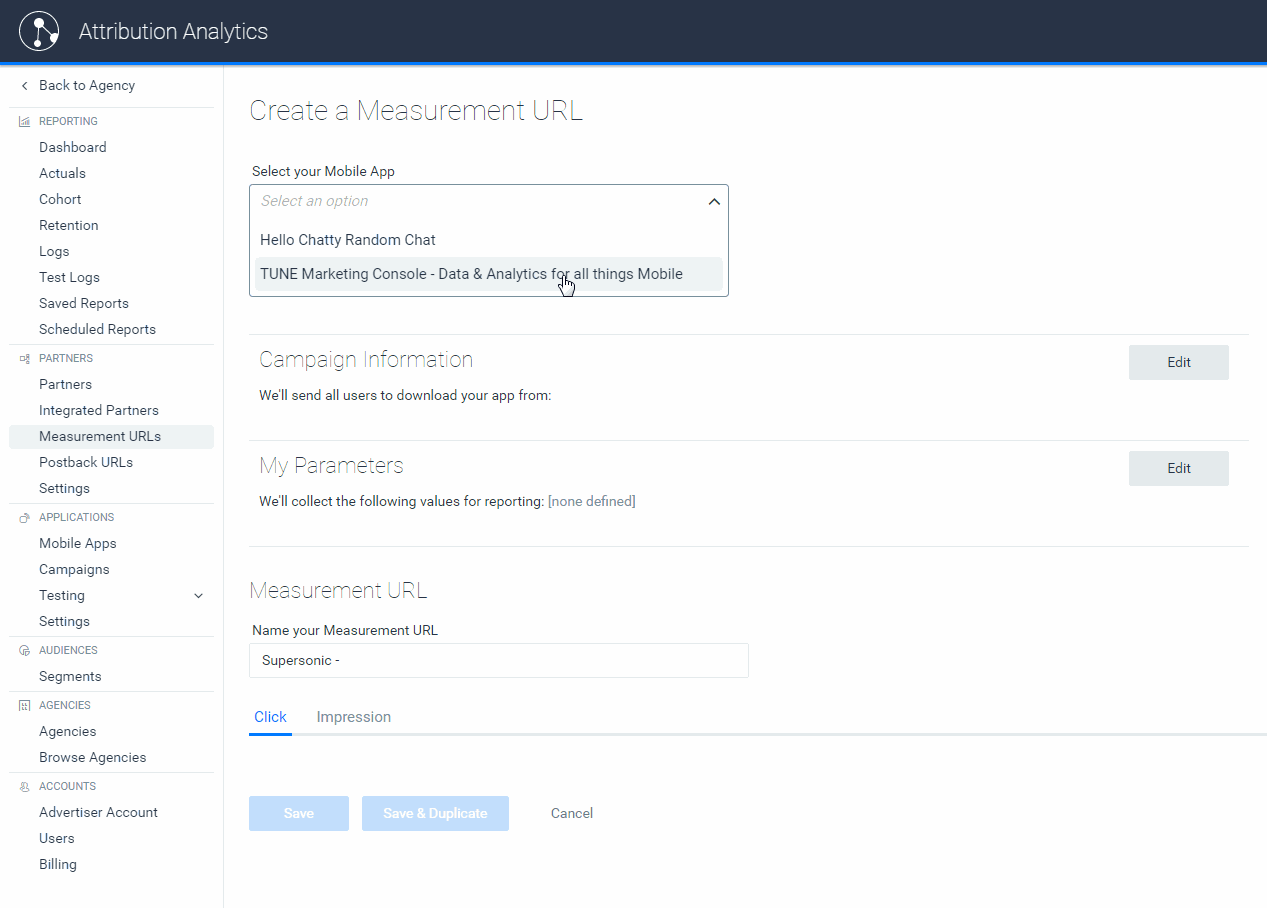 Attribution Analytics
Back to Agency
REPORTING
Dashboard
Actuals
Cohort
Retention
Logs
Test Logs
Saved Reports
Scheduled Reports
PARTNERS
Partners
Integrated Partners
Measurement URLs
Postback URLs
Settings
APPLICATIONS
Mobile Apps
Campaigns
Testing
Settings
AUDIENCES
Segments
AGENCIES
Agencies
Browse Agencies
ACCOUNTS
Advertiser Account
Users
Billing
Create a Measurement URL
Select your Mobile App
Select an option
Hello Chatty Random Chat
TUNE Marketing Console - Data & Analytics for all things Mobile
Campaign Information
Edit
We'll send all users to download your app from:
My Parameters
Edit
We'll collect the following values for reporting: [none defined]
Measurement URL
Name your Measurement URL
Supersonic -
Click Impression
Save Save & Duplicate Cancel